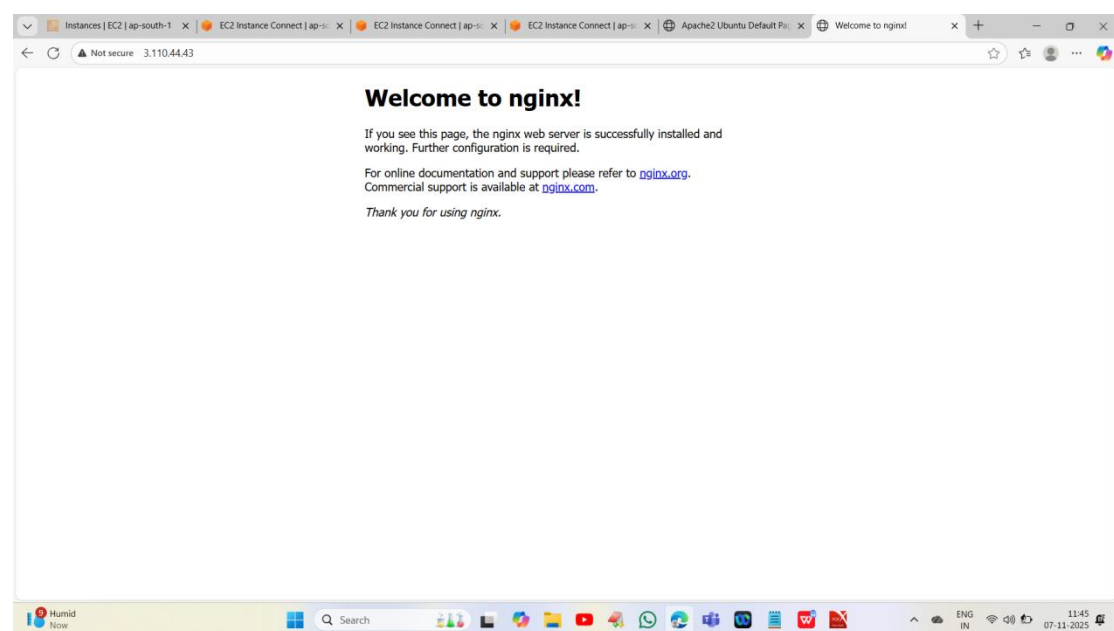 Instances | EC2 | ap-south-1
EC2 Instance Connect | ap-so
EC2 Instance Connect | ap-so
EC2 Instance Connect | ap-so
Apache2 Ubuntu Default Pag
Welcome to nginx!
Not secure 3.110.44.43
Welcome to nginx!
If you see this page, the nginx web server is successfully installed and
working. Further configuration is required.
For online documentation and support please refer to nginx.org.
Commercial support is available at nginx.com.
Thank you for using nginx.
9
Humid
Now
Search
ENG
IN
11:45
07-11-2025